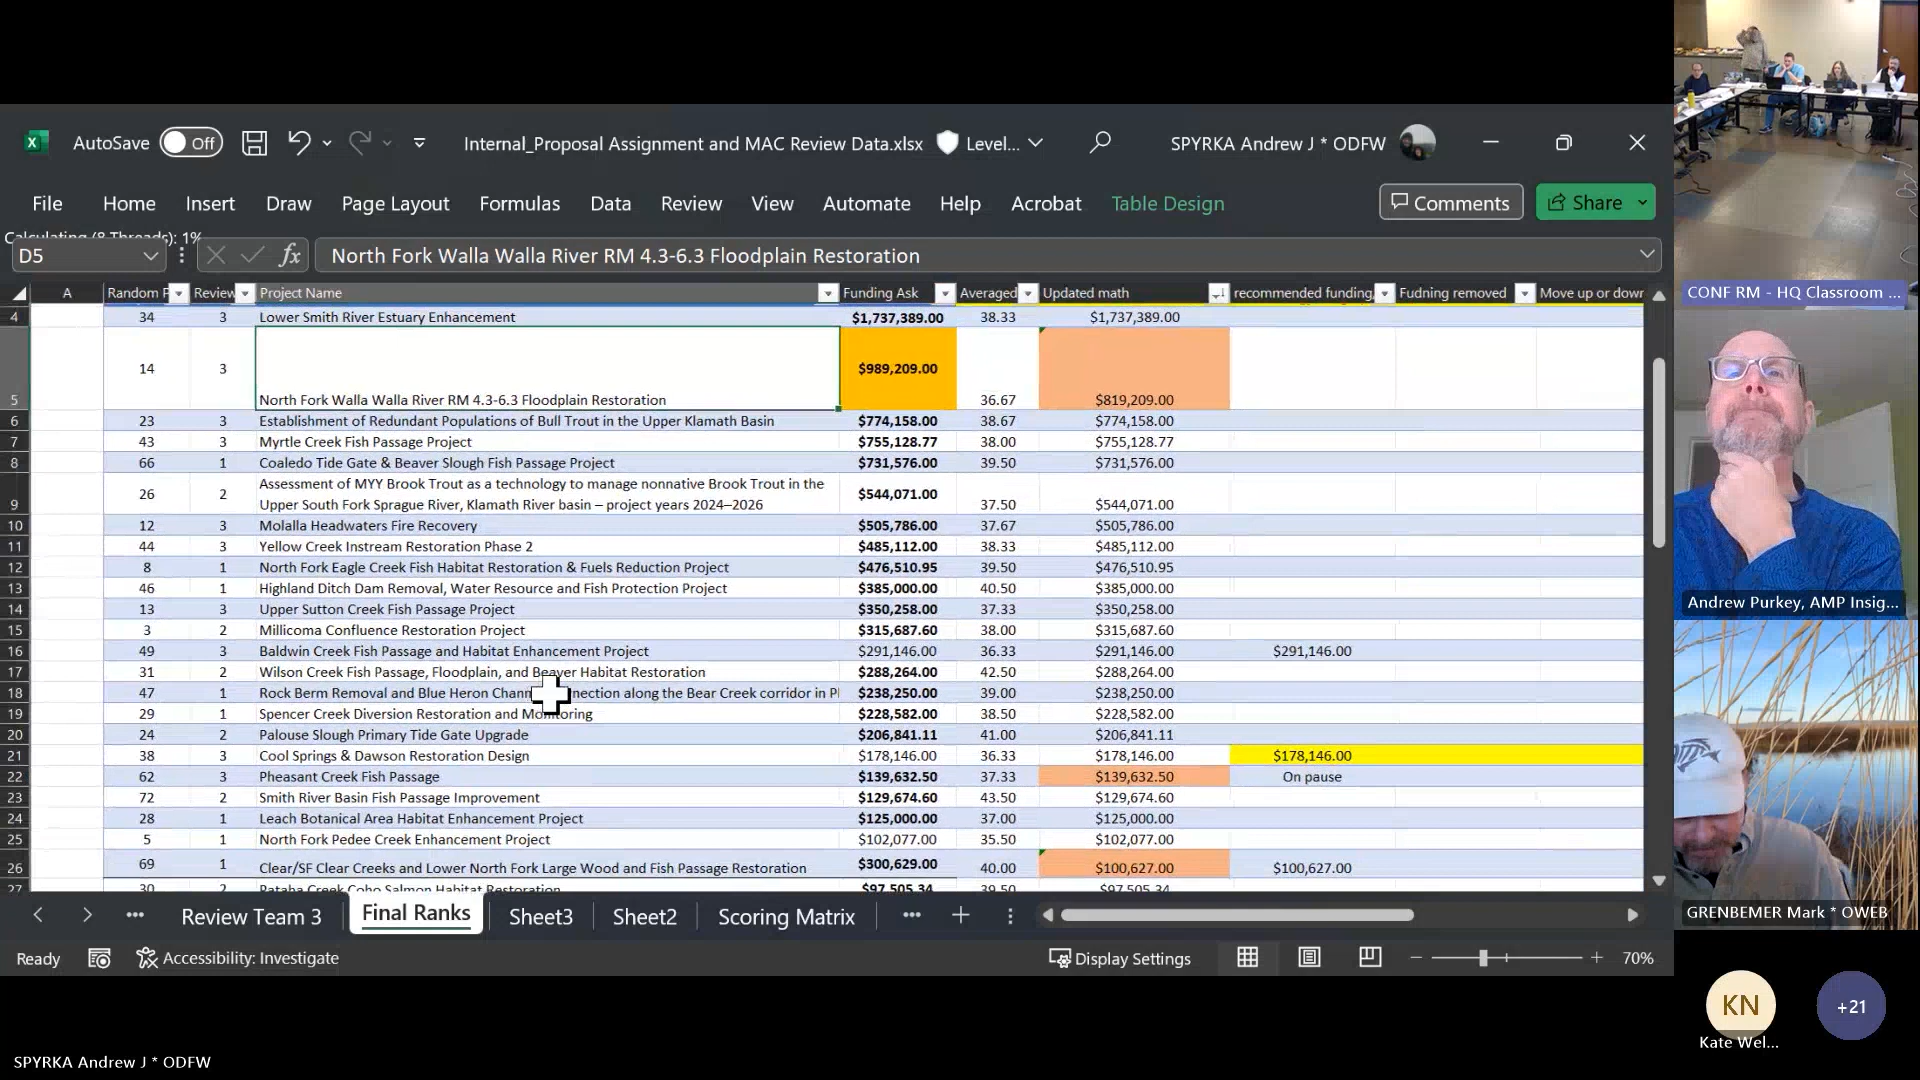 AutoSave Off Internal_Proposal Assignment and MAC Review Data.xlsx Level... SPYRKA Andrew J * ODFW
File Home Insert Draw Page Layout Formulas Data Review View Automate Help Acrobat Table Design Comments Share
Calculating (8 Threads): 1%
D5 fx North Fork Walla Walla River RM 4.3-6.3 Floodplain Restoration
A Random P Review Project Name Funding Ask Averaged Updated math recommended funding, Fudning removed Move up or down
4 34 3 Lower Smith River Estuary Enhancement $1,737,389.00 38.33 $1,737,389.00
5 14 3 North Fork Walla Walla River RM 4.3-6.3 Floodplain Restoration $989,209.00 36.67 $819,209.00
6 23 3 Establishment of Redundant Populations of Bull Trout in the Upper Klamath Basin $774,158.00 38.67 $774,158.00
7 43 3 Myrtle Creek Fish Passage Project $755,128.77 38.00 $755,128.77
8 66 1 Coaledo Tide Gate & Beaver Slough Fish Passage Project $731,576.00 39.50 $731,576.00
9 26 2 Assessment of MYY Brook Trout as a technology to manage nonnative Brook Trout in the
Upper South Fork Sprague River, Klamath River basin – project years 2024–2026 $544,071.00 37.50 $544,071.00
10 12 3 Molalla Headwaters Fire Recovery $505,786.00 37.67 $505,786.00
11 44 3 Yellow Creek Instream Restoration Phase 2 $485,112.00 38.33 $485,112.00
12 8 1 North Fork Eagle Creek Fish Habitat Restoration & Fuels Reduction Project $476,510.95 39.50 $476,510.95
13 46 1 Highland Ditch Dam Removal, Water Resource and Fish Protection Project $385,000.00 40.50 $385,000.00
14 13 3 Upper Sutton Creek Fish Passage Project $350,258.00 37.33 $350,258.00
15 3 2 Millicoma Confluence Restoration Project $315,687.60 38.00 $315,687.60
16 49 3 Baldwin Creek Fish Passage and Habitat Enhancement Project $291,146.00 36.33 $291,146.00 $291,146.00
17 31 2 Wilson Creek Fish Passage, Floodplain, and Beaver Habitat Restoration $288,264.00 42.50 $288,264.00
18 47 1 Rock Berm Removal and Blue Heron Chann nnection along the Bear Creek corridor in Pl $238,250.00 39.00 $238,250.00
19 29 1 Spencer Creek Diversion Restoration and Monitoring $228,582.00 38.50 $228,582.00
20 24 2 Palouse Slough Primary Tide Gate Upgrade $206,841.11 41.00 $206,841.11
21 38 3 Cool Springs & Dawson Restoration Design $178,146.00 36.33 $178,146.00 $178,146.00
22 62 3 Pheasant Creek Fish Passage $139,632.50 37.33 $139,632.50 On pause
23 72 2 Smith River Basin Fish Passage Improvement $129,674.60 43.50 $129,674.60
24 28 1 Leach Botanical Area Habitat Enhancement Project $125,000.00 37.00 $125,000.00
25 5 1 North Fork Pedee Creek Enhancement Project $102,077.00 35.50 $102,077.00
26 69 1 Clear/SF Clear Creeks and Lower North Fork Large Wood and Fish Passage Restoration $300,629.00 40.00 $100,627.00 $100,627.00
27 30 2 Pataha Creek Coho Salmon Habitat Restoration $97,505.34 39.50 $97,505.34
Review Team 3 Final Ranks Sheet3 Sheet2 Scoring Matrix
Ready Accessibility: Investigate Display Settings 70%
SPYRKA Andrew J * ODFW
CONF RM - HQ Classroom ...
Andrew Purkey, AMP Insig...
GRENBEMER Mark * OWEB
KN +21
Kate Wel...